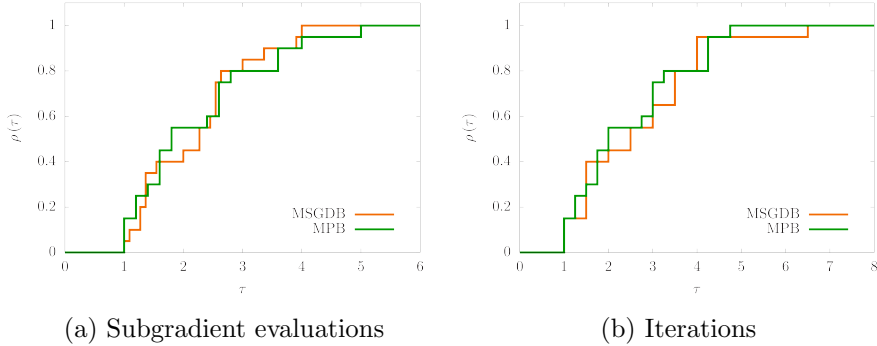 1
0.8
0.6
0.4
0.2
0
ρ (τ)
MSGDB
MPB
0 1 2 3 4 5 6
τ
(a) Subgradient evaluations
1
0.8
0.6
0.4
0.2
0
ρ (τ)
MSGDB
MPB
0 1 2 3 4 5 6 7 8
τ
(b) Iterations